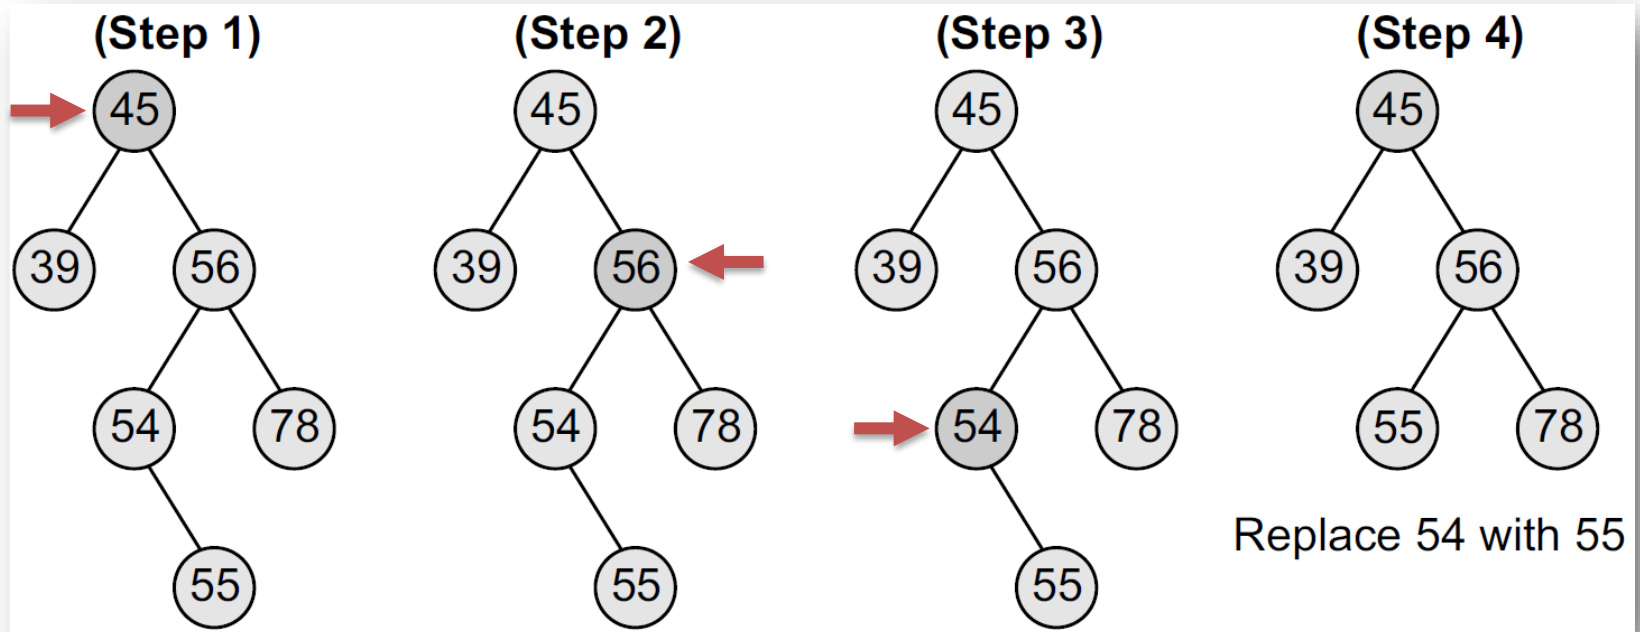 (Step 1) (Step 2) (Step 3) (Step 4)
45 45 45 45
39 56 39 56 39 56 39 56
54 78 54 78 54 78 55 78
Replace 54 with 55
55 55 55